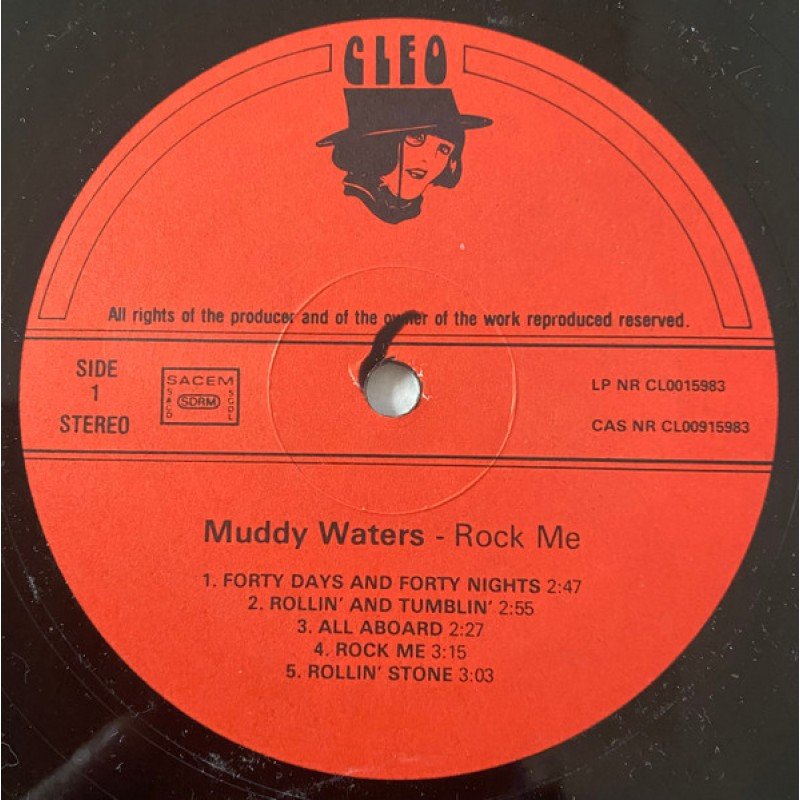 CLEO
All rights of the producer and of the owner of the work reproduced reserved.
SIDE
1
STEREO
SACEM
SACD
SDRM
SGDL
LP NR CL0015983
CAS NR CL00915983
Muddy Waters - Rock Me
1. FORTY DAYS AND FORTY NIGHTS 2:47
2. ROLLIN' AND TUMBLIN' 2:55
3. ALL ABOARD 2:27
4. ROCK ME 3:15
5. ROLLIN' STONE 3:03